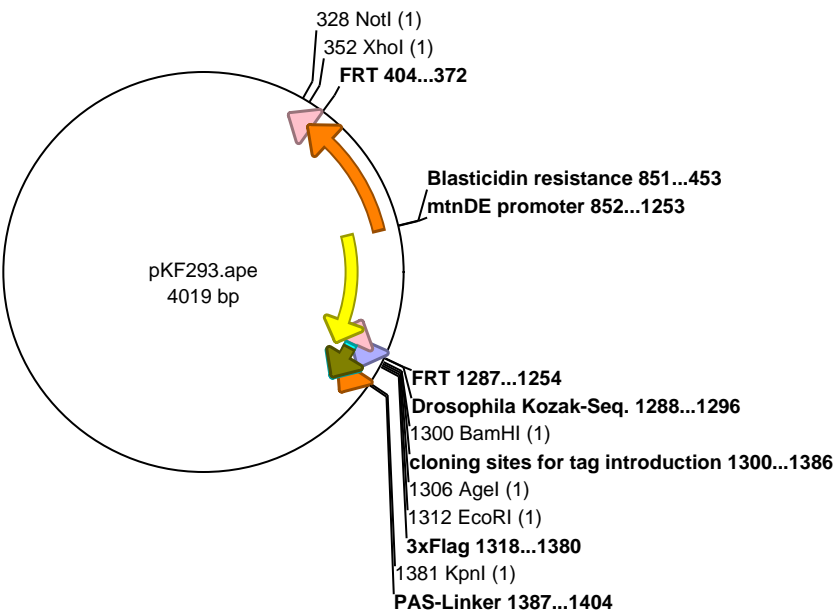 328 NotI (1)
352 XhoI (1)
FRT 404...372
Blasticidin resistance 851...453
mtnDE promoter 852...1253
pKF293.ape
4019 bp
FRT 1287...1254
Drosophila Kozak-Seq. 1288...1296
1300 BamHI (1)
cloning sites for tag introduction 1300...1386
1306 AgeI (1)
1312 EcoRI (1)
3xFlag 1318...1380
1381 KpnI (1)
PAS-Linker 1387...1404